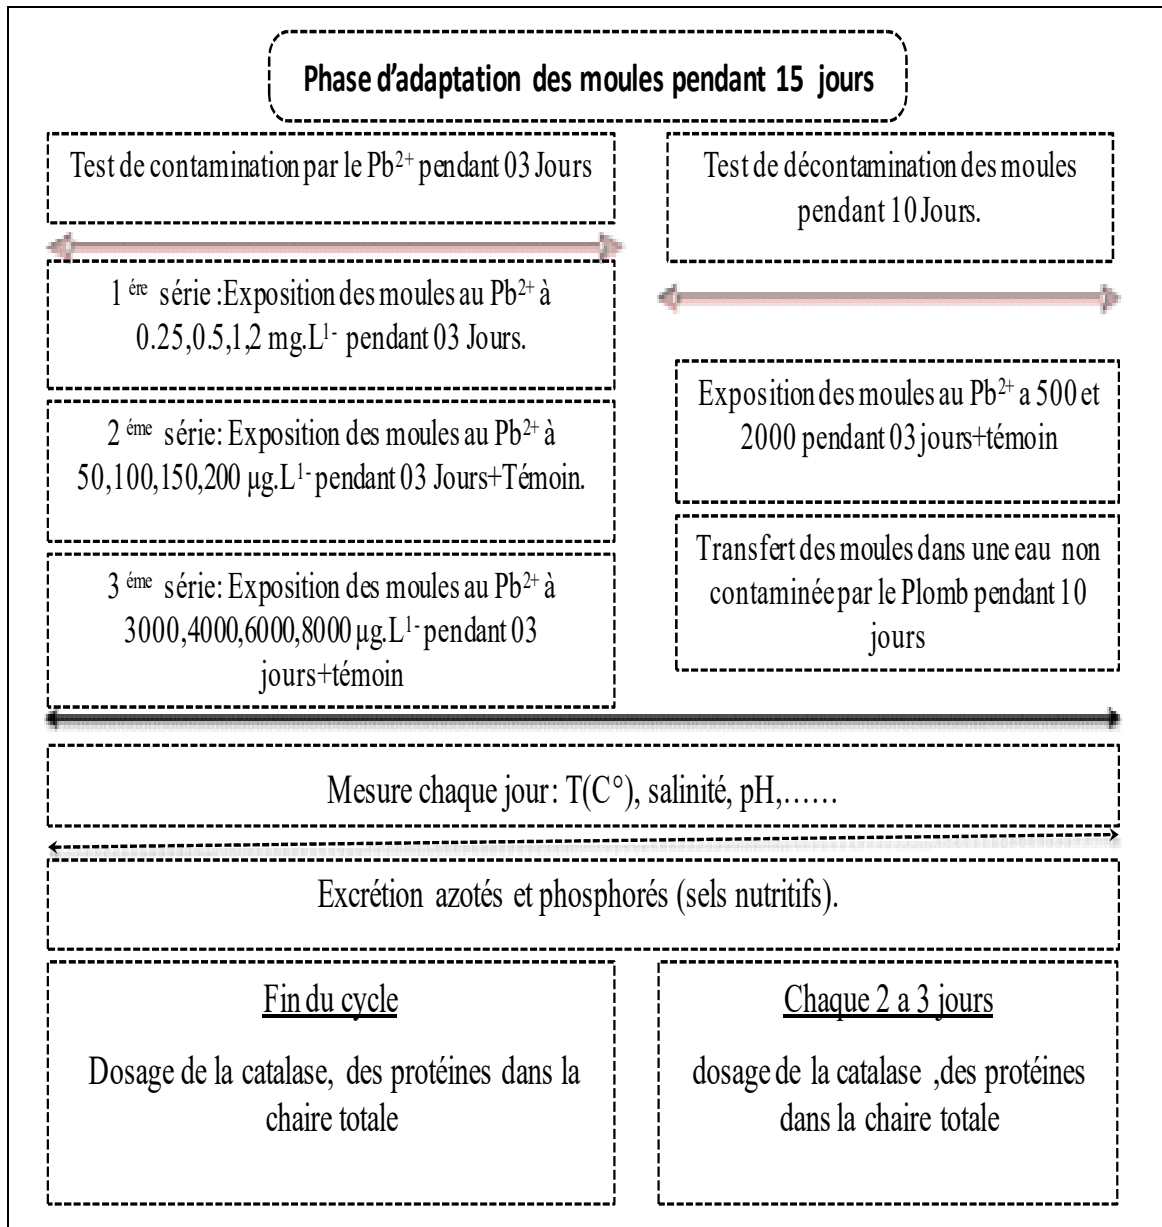 Phase d’adaptation des moules pendant 15 jours
Test de contamination par le Pb²⁺ pendant 03 Jours
1 ére série :Exposition des moules au Pb²⁺ à
0.25,0.5,1,2 mg.L¹⁻ pendant 03 Jours.
2 éme série: Exposition des moules au Pb²⁺ à
50,100,150,200 µg.L¹⁻ pendant 03 Jours+Témoin.
3 éme série: Exposition des moules au Pb²⁺ à
3000,4000,6000,8000 µg.L¹⁻ pendant 03
jours+témoin
Test de décontamination des moules
pendant 10 Jours.
Exposition des moules au Pb²⁺ a 500 et
2000 pendant 03 jours+témoin
Transfert des moules dans une eau non
contaminée par le Plomb pendant 10
jours
Mesure chaque jour : T(C°), salinité, pH,……
Excrétion azotés et phosphorés (sels nutritifs).
Fin du cycle
Dosage de la catalase, des protéines dans la
chaire totale
Chaque 2 a 3 jours
dosage de la catalase ,des protéines
dans la chaire totale